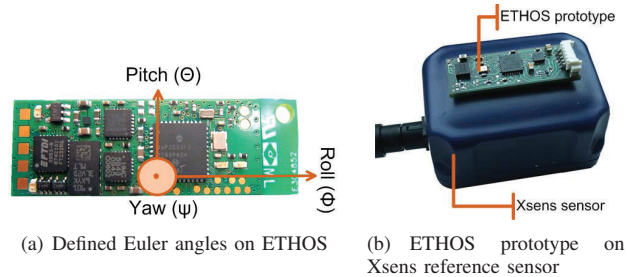 Pitch (Θ)
Roll (Φ)
Yaw (ψ)
ETHOS prototype
Xsens sensor
(a) Defined Euler angles on ETHOS
(b) ETHOS prototype on
Xsens reference sensor